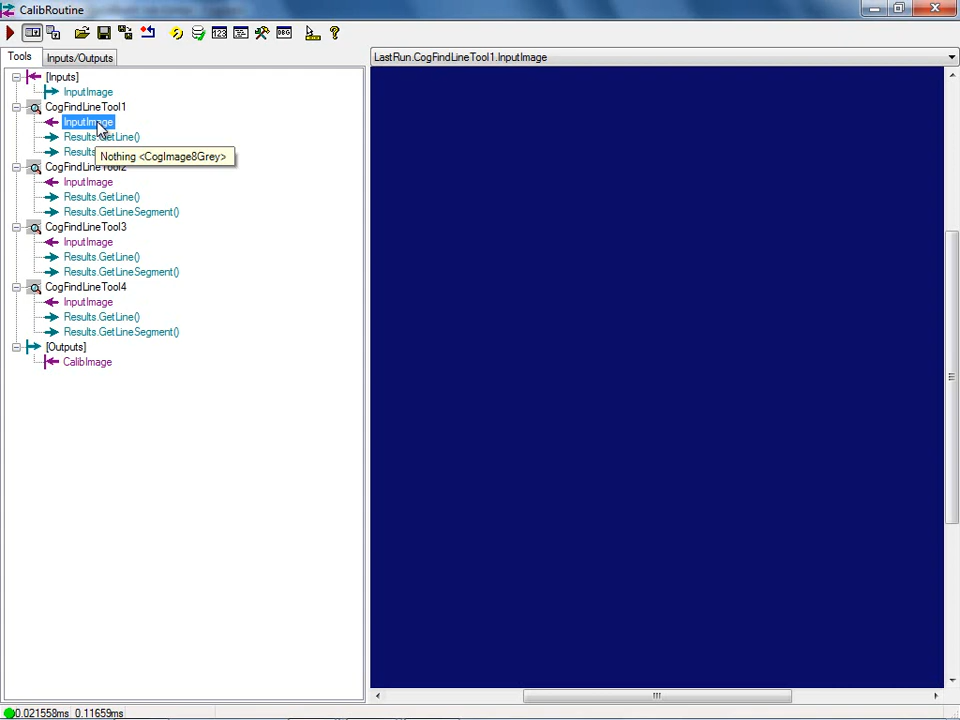 CalibRoutine
Tools
Inputs/Outputs
LastRun.CogFindLineTool1.InputImage
[Inputs]
InputImage
CogFindLineTool1
InputImage
Results.GetLine()
Results
Nothing <CogImage8Grey>
CogFindLineTool2
InputImage
Results.GetLine()
Results.GetLineSegment()
CogFindLineTool3
InputImage
Results.GetLine()
Results.GetLineSegment()
CogFindLineTool4
InputImage
Results.GetLine()
Results.GetLineSegment()
[Outputs]
CalibImage
0.021558ms 0.11659ms